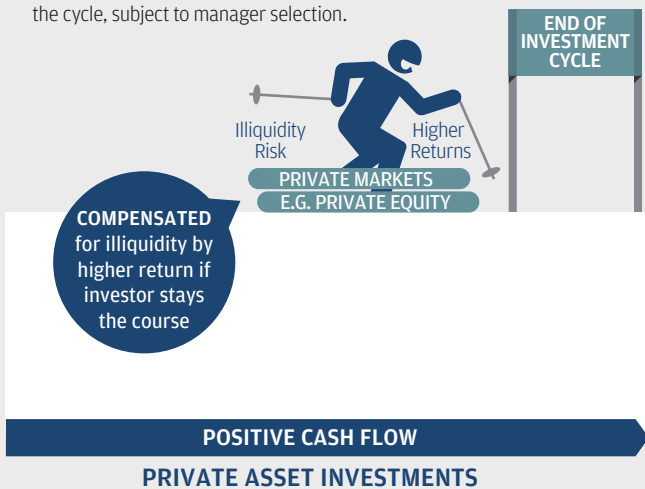 the cycle, subject to manager selection.
END OF
INVESTMENT
CYCLE
Illiquidity
Risk
Higher
Returns
PRIVATE MARKETS
E.G. PRIVATE EQUITY
COMPENSATED
for illiquidity by
higher return if
investor stays
the course
POSITIVE CASH FLOW
PRIVATE ASSET INVESTMENTS